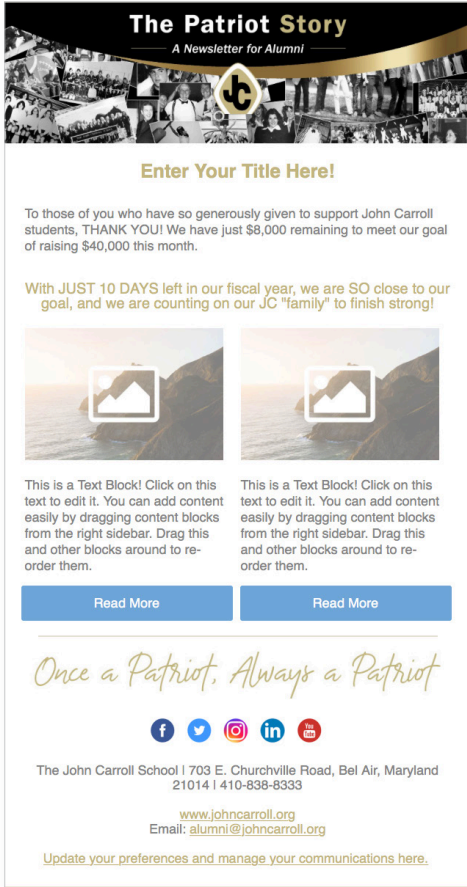 The Patriot Story
A Newsletter for Alumni
JC
Enter Your Title Here!
To those of you who have so generously given to support John Carroll
students, THANK YOU! We have just $8,000 remaining to meet our goal
of raising $40,000 this month.
With JUST 10 DAYS left in our fiscal year, we are SO close to our
goal, and we are counting on our JC "family" to finish strong!
This is a Text Block! Click on this
text to edit it. You can add content
easily by dragging content blocks
from the right sidebar. Drag this
and other blocks around to re-
order them.
This is a Text Block! Click on this
text to edit it. You can add content
easily by dragging content blocks
from the right sidebar. Drag this
and other blocks around to re-
order them.
Read More
Read More
Once a Patriot, Always a Patriot
f
in
You
Tube
The John Carroll School | 703 E. Churchville Road, Bel Air, Maryland
21014 | 410-838-8333
www.johncarroll.org
Email: alumni@johncarroll.org
Update your preferences and manage your communications here.